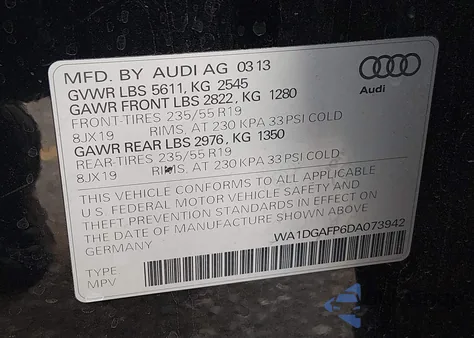 MFD. BY AUDI AG 03 13
GVWR LBS 5611, KG 2545
GAWR FRONT LBS 2822, KG 1280
FRONT-TIRES 235/55 R19
8JX19 RIMS, AT 230 KPA 33 PSI COLD
GAWR REAR LBS 2976, KG 1350
REAR-TIRES 235/55 R19
8JX19 RIMS, AT 230 KPA 33 PSI COLD
Audi
THIS VEHICLE CONFORMS TO ALL APPLICABLE
U.S. FEDERAL MOTOR VEHICLE SAFETY AND
THEFT PREVENTION STANDARDS IN EFFECT ON
THE DATE OF MANUFACTURE SHOWN ABOVE
GERMANY
WA1DGAFP6DA073942
TYPE
MPV